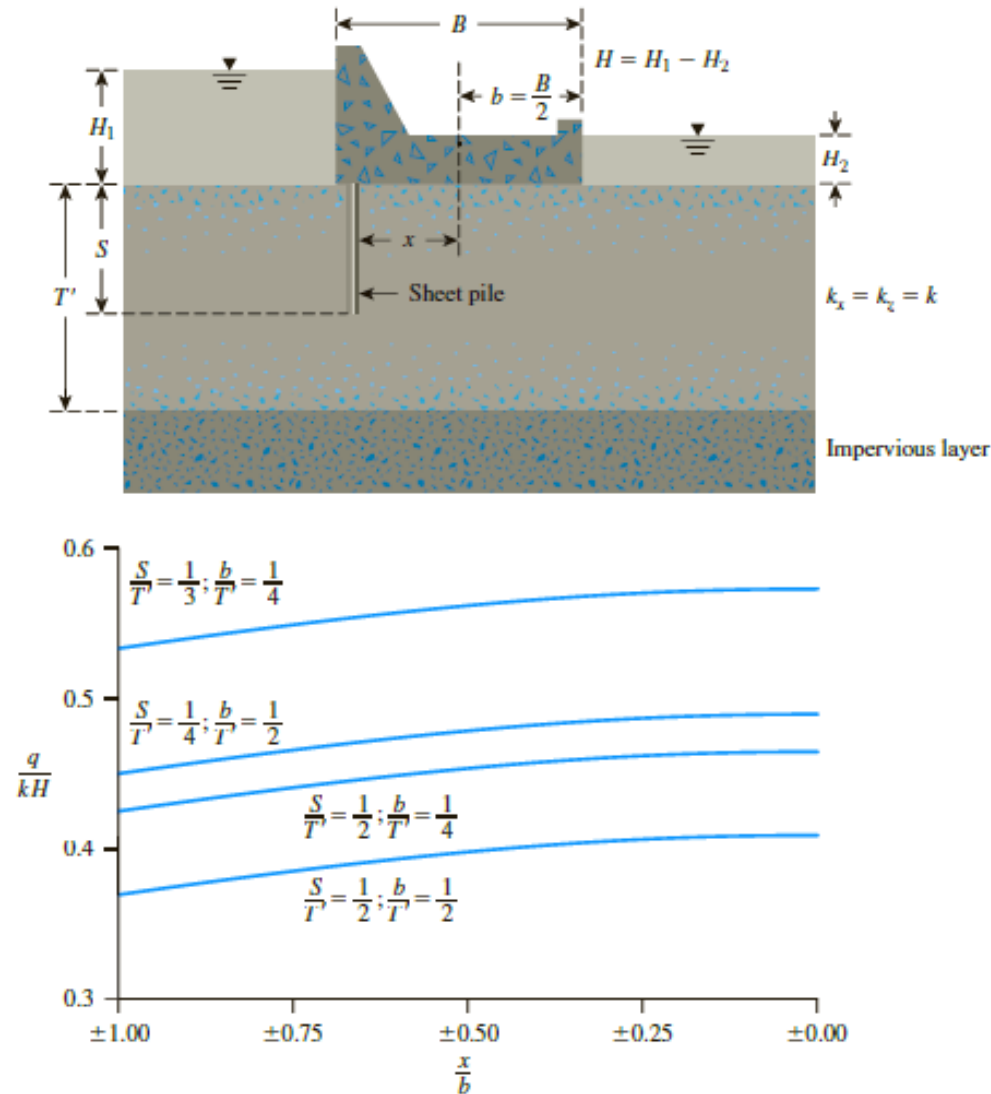 B
H = H₁ − H₂
b = B/2
H₁
H₂
S
x
T'
Sheet pile
kₓ = k_z = k
Impervious layer
0.6
S/T' = 1/3; b/T' = 1/4
0.5
S/T' = 1/4; b/T' = 1/2
q/kH
S/T' = 1/2; b/T' = 1/4
0.4
S/T' = 1/2; b/T' = 1/2
0.3
±1.00 ±0.75 ±0.50 ±0.25 ±0.00
x/b